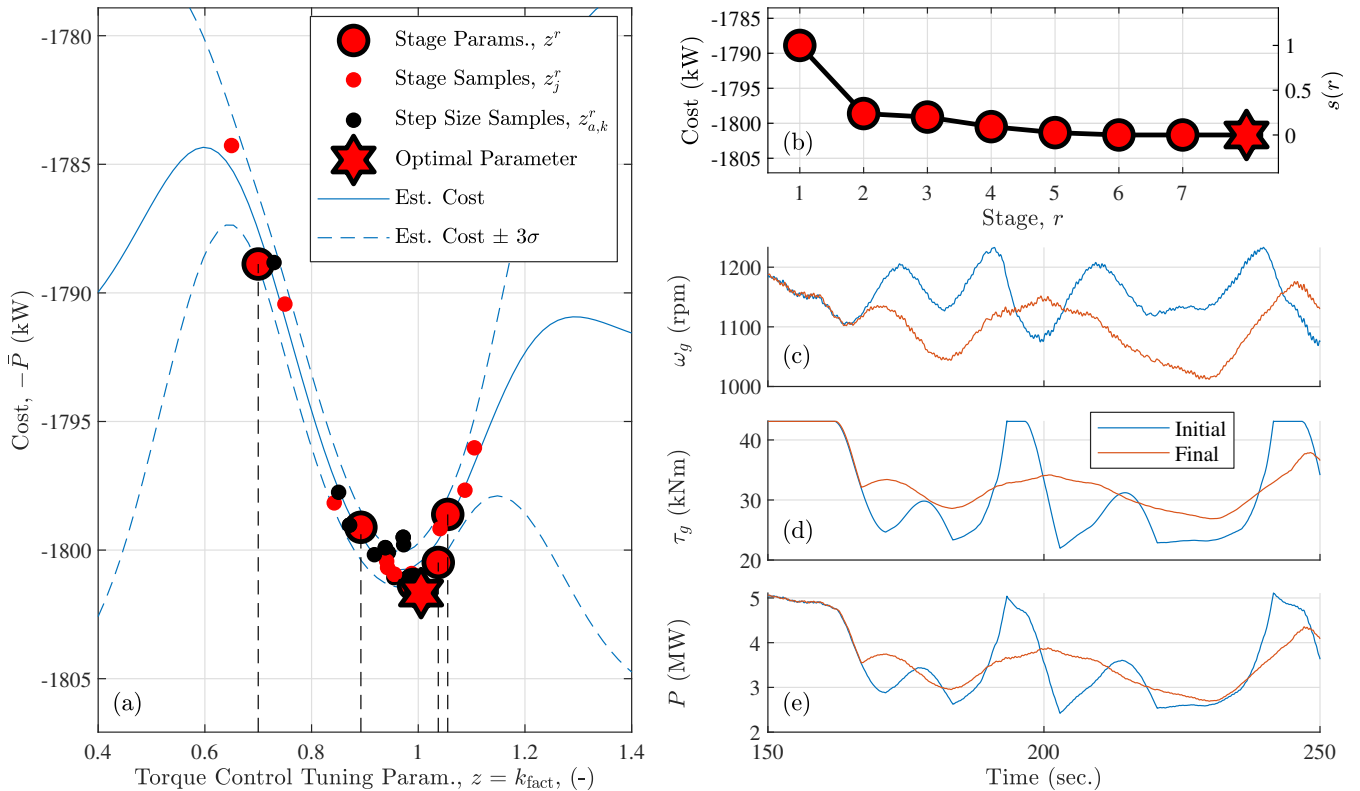 -1780
-1785
-1790
-1795
-1800
-1805
Cost, $-\bar{P}$ (kW)
Stage Params., $z^r$
Stage Samples, $z^r_j$
Step Size Samples, $z^r_{a,k}$
Optimal Parameter
Est. Cost
Est. Cost ± 3σ
(a)
0.4 0.6 0.8 1 1.2 1.4
Torque Control Tuning Param., $z = k_{\mathrm{fact}}$, (-)
-1785
-1790
-1795
-1800
-1805
Cost (kW)
1
0.5
0
s(r)
(b)
1 2 3 4 5 6 7
Stage, r
1200
1100
1000
$\omega_g$ (rpm)
(c)
40
30
20
$\tau_g$ (kNm)
Initial
Final
(d)
5
4
3
2
P (MW)
(e)
150 200 250
Time (sec.)